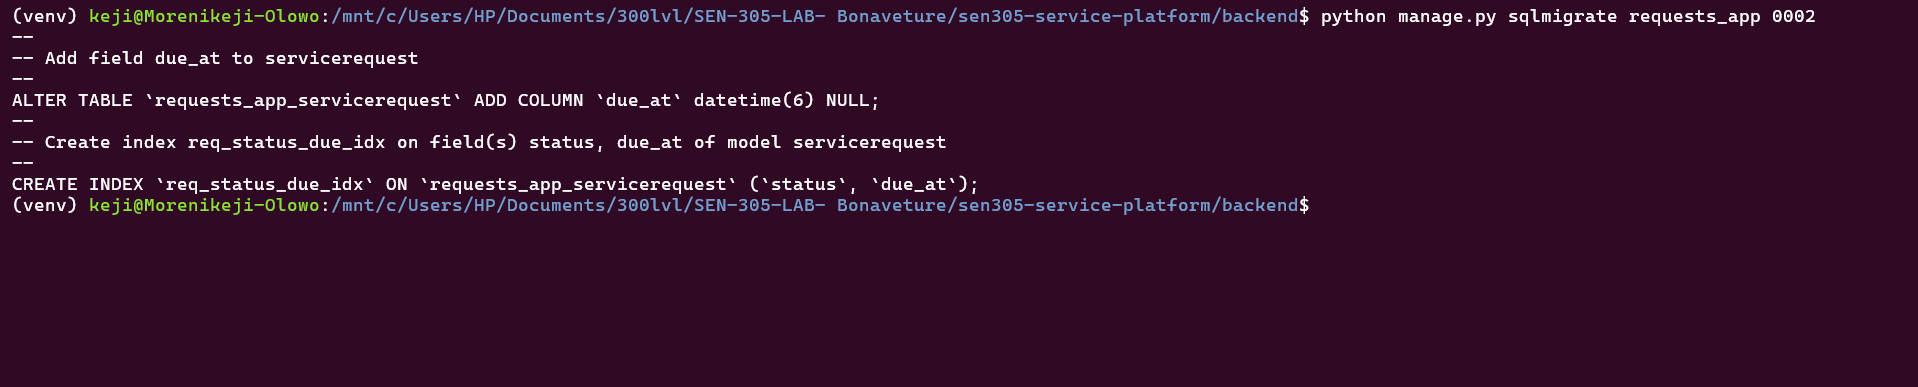 (venv) keji@Morenikeji-Olowo:/mnt/c/Users/HP/Documents/300lvl/SEN-305-LAB- Bonaveture/sen305-service-platform/backend$ python manage.py sqlmigrate requests_app 0002
--
-- Add field due_at to servicerequest
--
ALTER TABLE `requests_app_servicerequest` ADD COLUMN `due_at` datetime(6) NULL;
--
-- Create index req_status_due_idx on field(s) status, due_at of model servicerequest
--
CREATE INDEX `req_status_due_idx` ON `requests_app_servicerequest` (`status`, `due_at`);
(venv) keji@Morenikeji-Olowo:/mnt/c/Users/HP/Documents/300lvl/SEN-305-LAB- Bonaveture/sen305-service-platform/backend$